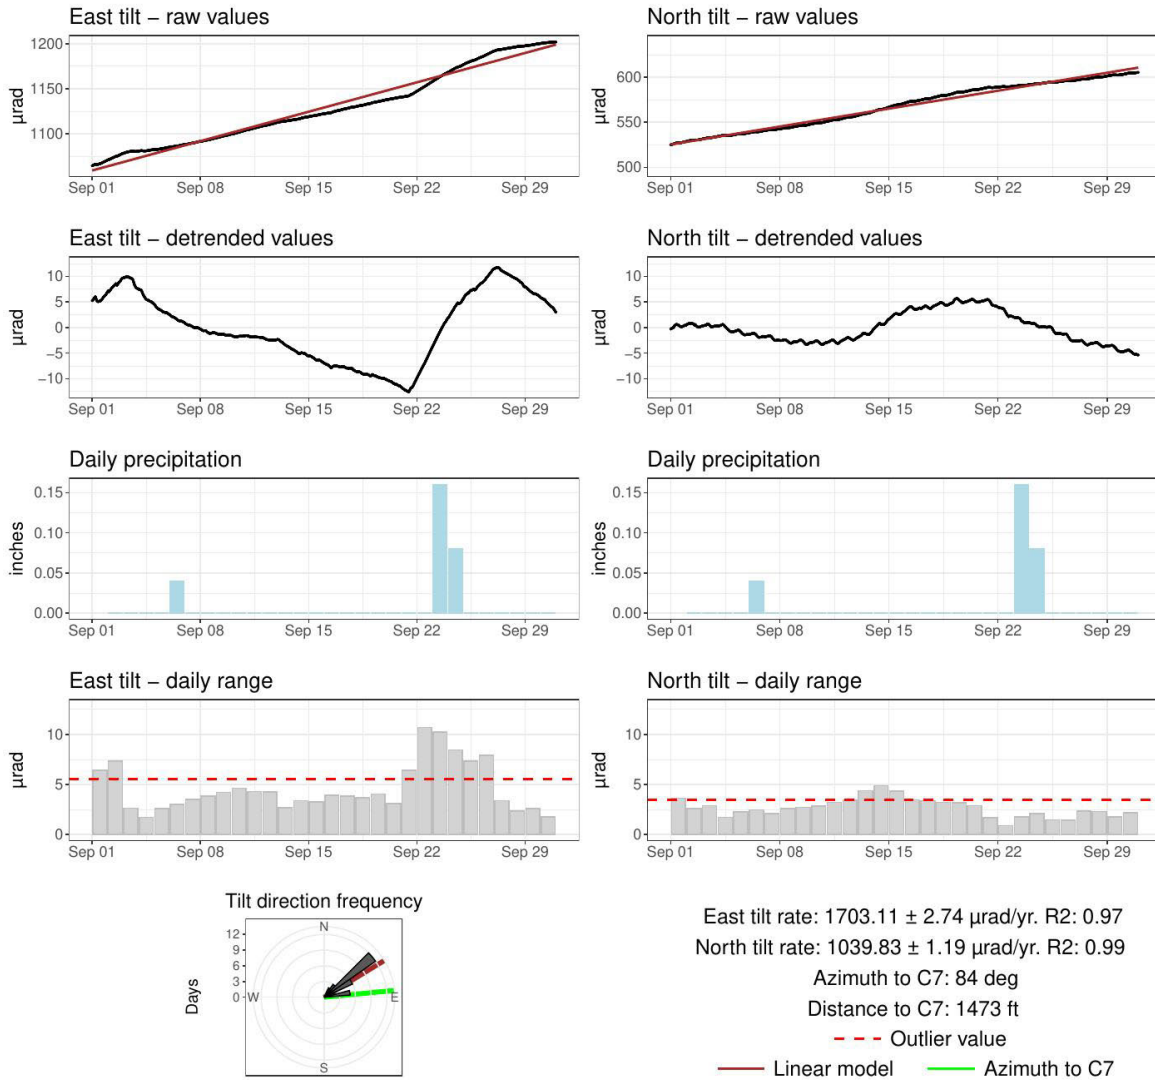 East tilt – raw values
µrad
1200
1150
1100
Sep 01 Sep 08 Sep 15 Sep 22 Sep 29
North tilt – raw values
µrad
600
550
500
Sep 01 Sep 08 Sep 15 Sep 22 Sep 29
East tilt – detrended values
µrad
10
5
0
−5
−10
Sep 01 Sep 08 Sep 15 Sep 22 Sep 29
North tilt – detrended values
µrad
10
5
0
−5
−10
Sep 01 Sep 08 Sep 15 Sep 22 Sep 29
Daily precipitation
inches
0.15
0.10
0.05
0.00
Sep 01 Sep 08 Sep 15 Sep 22 Sep 29
Daily precipitation
inches
0.15
0.10
0.05
0.00
Sep 01 Sep 08 Sep 15 Sep 22 Sep 29
East tilt – daily range
µrad
10
5
0
Sep 01 Sep 08 Sep 15 Sep 22 Sep 29
North tilt – daily range
µrad
10
5
0
Sep 01 Sep 08 Sep 15 Sep 22 Sep 29
Tilt direction frequency
Days
12
9
6
3
0
N
W
E
S
East tilt rate: 1703.11 ± 2.74 µrad/yr. R2: 0.97
North tilt rate: 1039.83 ± 1.19 µrad/yr. R2: 0.99
Azimuth to C7: 84 deg
Distance to C7: 1473 ft
Outlier value
Linear model Azimuth to C7